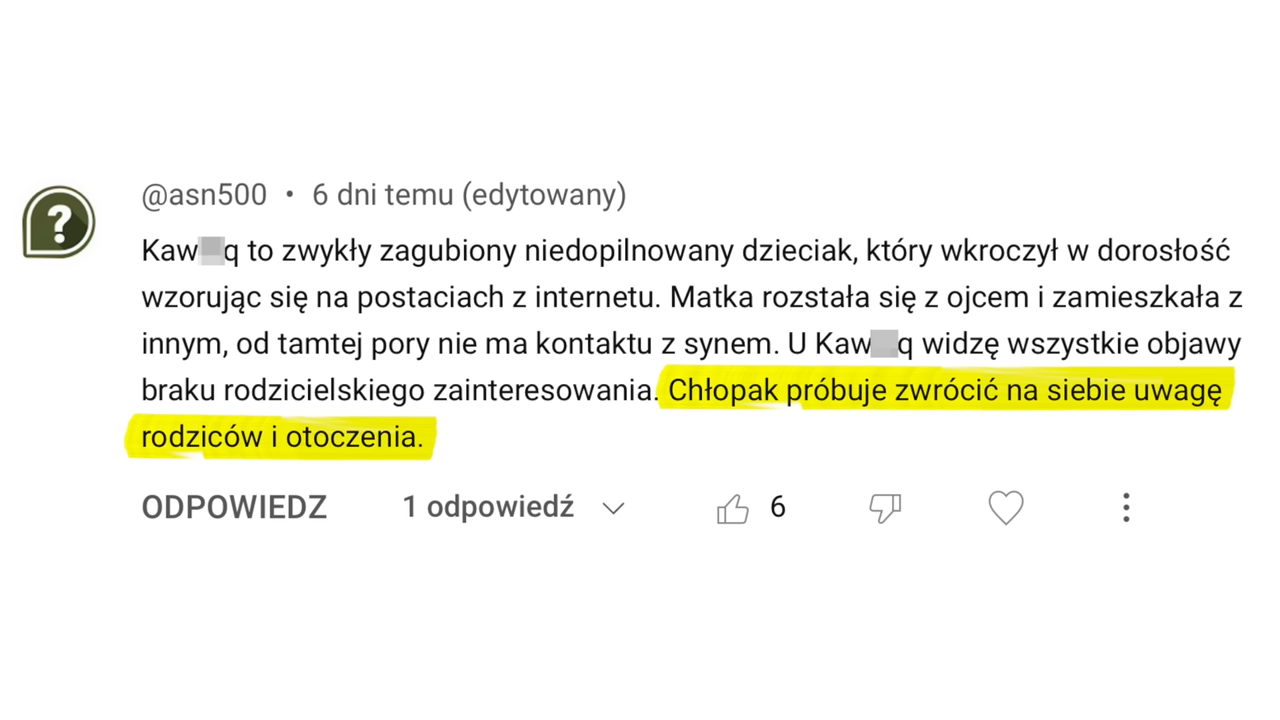 @asn500 • 6 dni temu (edytowany)
Kaw q to zwykły zagubiony niedopilnowany dzieciak, który wkroczył w dorosłość
wzorując się na postaciach z internetu. Matka rozstała się z ojcem i zamieszkała z
innym, od tamtej pory nie ma kontaktu z synem. U Kaw q widzę wszystkie objawy
braku rodzicielskiego zainteresowania. Chłopak próbuje zwrócić na siebie uwagę
rodziców i otoczenia.
ODPOWIEDZ 1 odpowiedź 6